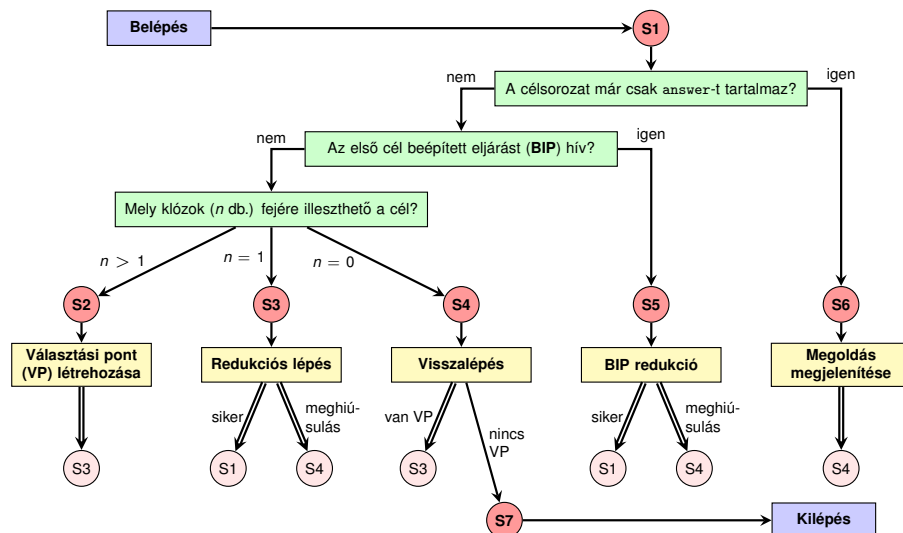 Belépés
S1
nem
igen
A célsorozat már csak answer-t tartalmaz?
nem
igen
Az első cél beépített eljárást (BIP) hív?
Mely klózok (n db.) fejére illeszthető a cél?
n > 1
n = 1
n = 0
S2
S3
S4
S5
S6
Választási pont
(VP) létrehozása
Redukciós lépés
Visszalépés
BIP redukció
Megoldás
megjelenítése
siker
meghiú-
sulás
van VP
nincs
VP
siker
meghiú-
sulás
S3
S1
S4
S3
S1
S4
S4
S7
Kilépés